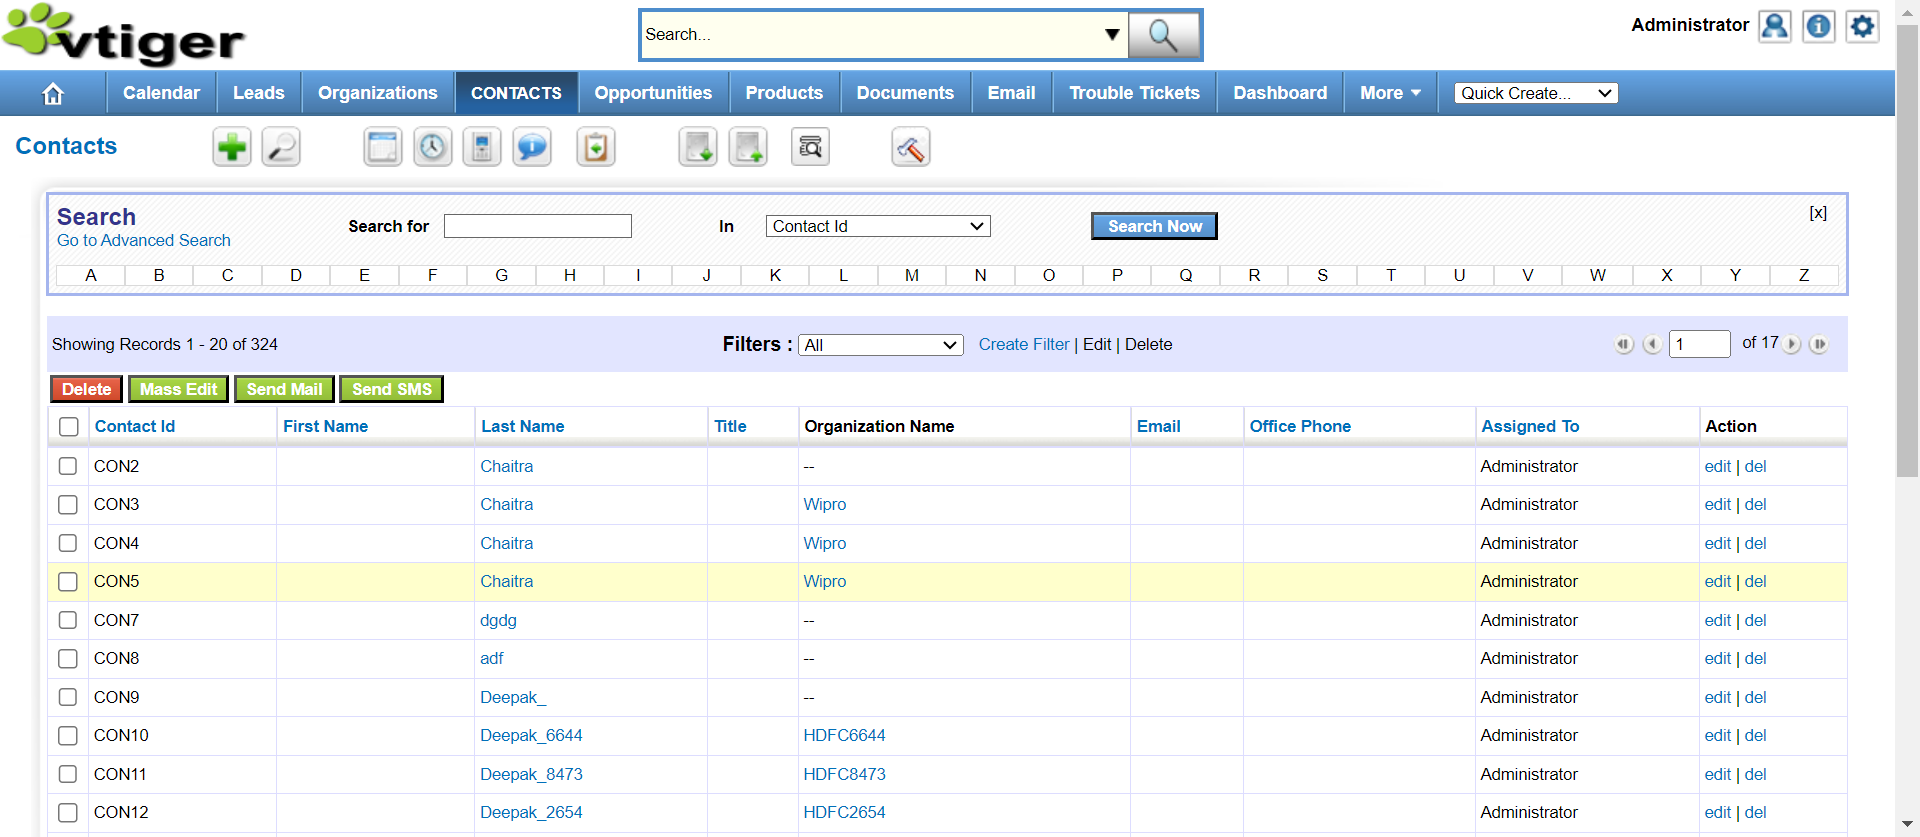 vtiger
Search...
Administrator
Calendar Leads Organizations CONTACTS Opportunities Products Documents Email Trouble Tickets Dashboard More Quick Create...
Contacts
Search
Go to Advanced Search
Search for In Contact Id Search Now [x]
A B C D E F G H I J K L M N O P Q R S T U V W X Y Z
Showing Records 1 - 20 of 324 Filters : All Create Filter | Edit | Delete 1 of 17
Delete Mass Edit Send Mail Send SMS
Contact Id First Name Last Name Title Organization Name Email Office Phone Assigned To Action
CON2 Chaitra -- Administrator edit | del
CON3 Chaitra Wipro Administrator edit | del
CON4 Chaitra Wipro Administrator edit | del
CON5 Chaitra Wipro Administrator edit | del
CON7 dgdg -- Administrator edit | del
CON8 adf -- Administrator edit | del
CON9 Deepak_ -- Administrator edit | del
CON10 Deepak_6644 HDFC6644 Administrator edit | del
CON11 Deepak_8473 HDFC8473 Administrator edit | del
CON12 Deepak_2654 HDFC2654 Administrator edit | del